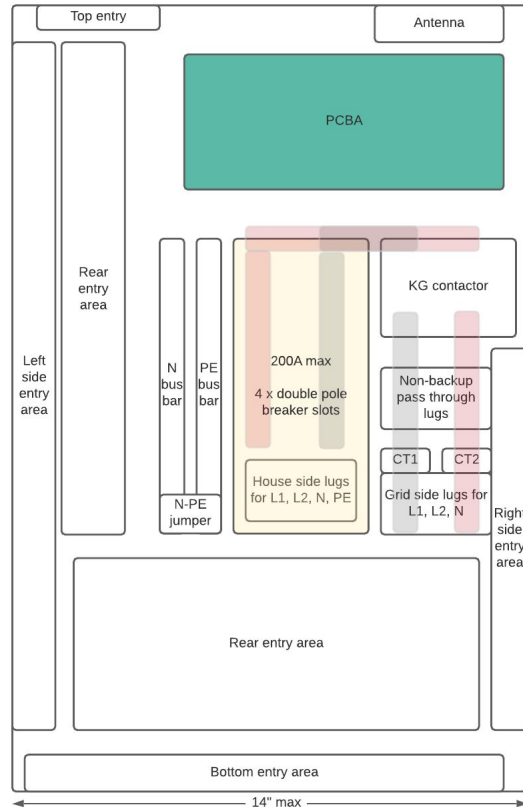 Top entry
Antenna
PCBA
Rear
entry
area
Left
side
entry
area
N
bus
bar
PE
bus
bar
N-PE
jumper
200A max
4 x double pole
breaker slots
House side lugs
for L1, L2, N, PE
KG contactor
Non-backup
pass through
lugs
CT1
CT2
Grid side lugs for
L1, L2, N
Right
side
entry
area
Rear entry area
Bottom entry area
14" max